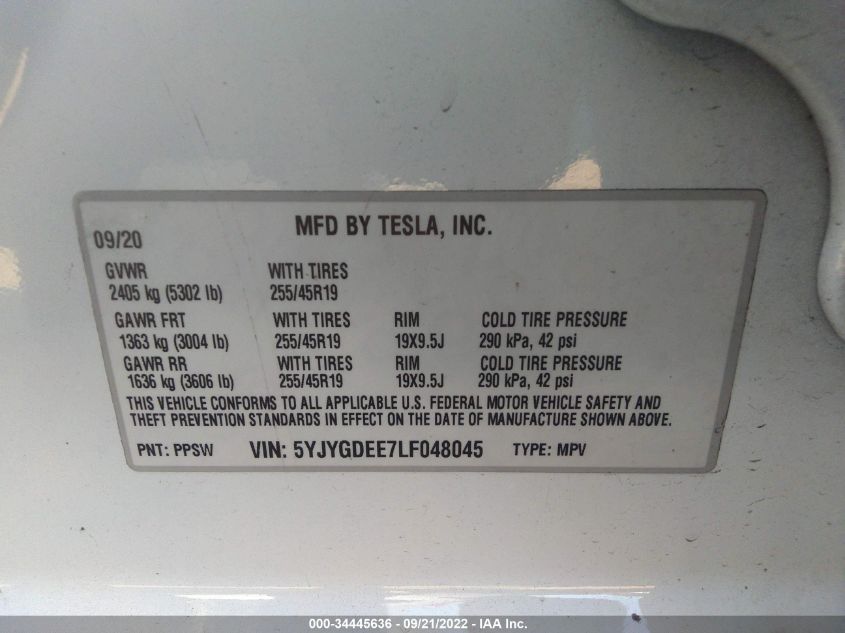 MFD BY TESLA, INC.
09/20
GVWR WITH TIRES
2405 kg (5302 lb) 255/45R19
GAWR FRT WITH TIRES RIM COLD TIRE PRESSURE
1363 kg (3004 lb) 255/45R19 19X9.5J 290 kPa, 42 psi
GAWR RR WITH TIRES RIM COLD TIRE PRESSURE
1636 kg (3606 lb) 255/45R19 19X9.5J 290 kPa, 42 psi
THIS VEHICLE CONFORMS TO ALL APPLICABLE U.S. FEDERAL MOTOR VEHICLE SAFETY AND
THEFT PREVENTION STANDARDS IN EFFECT ON THE DATE OF MANUFACTURE SHOWN ABOVE.
PNT: PPSW VIN: 5YJYGDEE7LF048045 TYPE: MPV
000-34445636 - 09/21/2022 - IAA Inc.